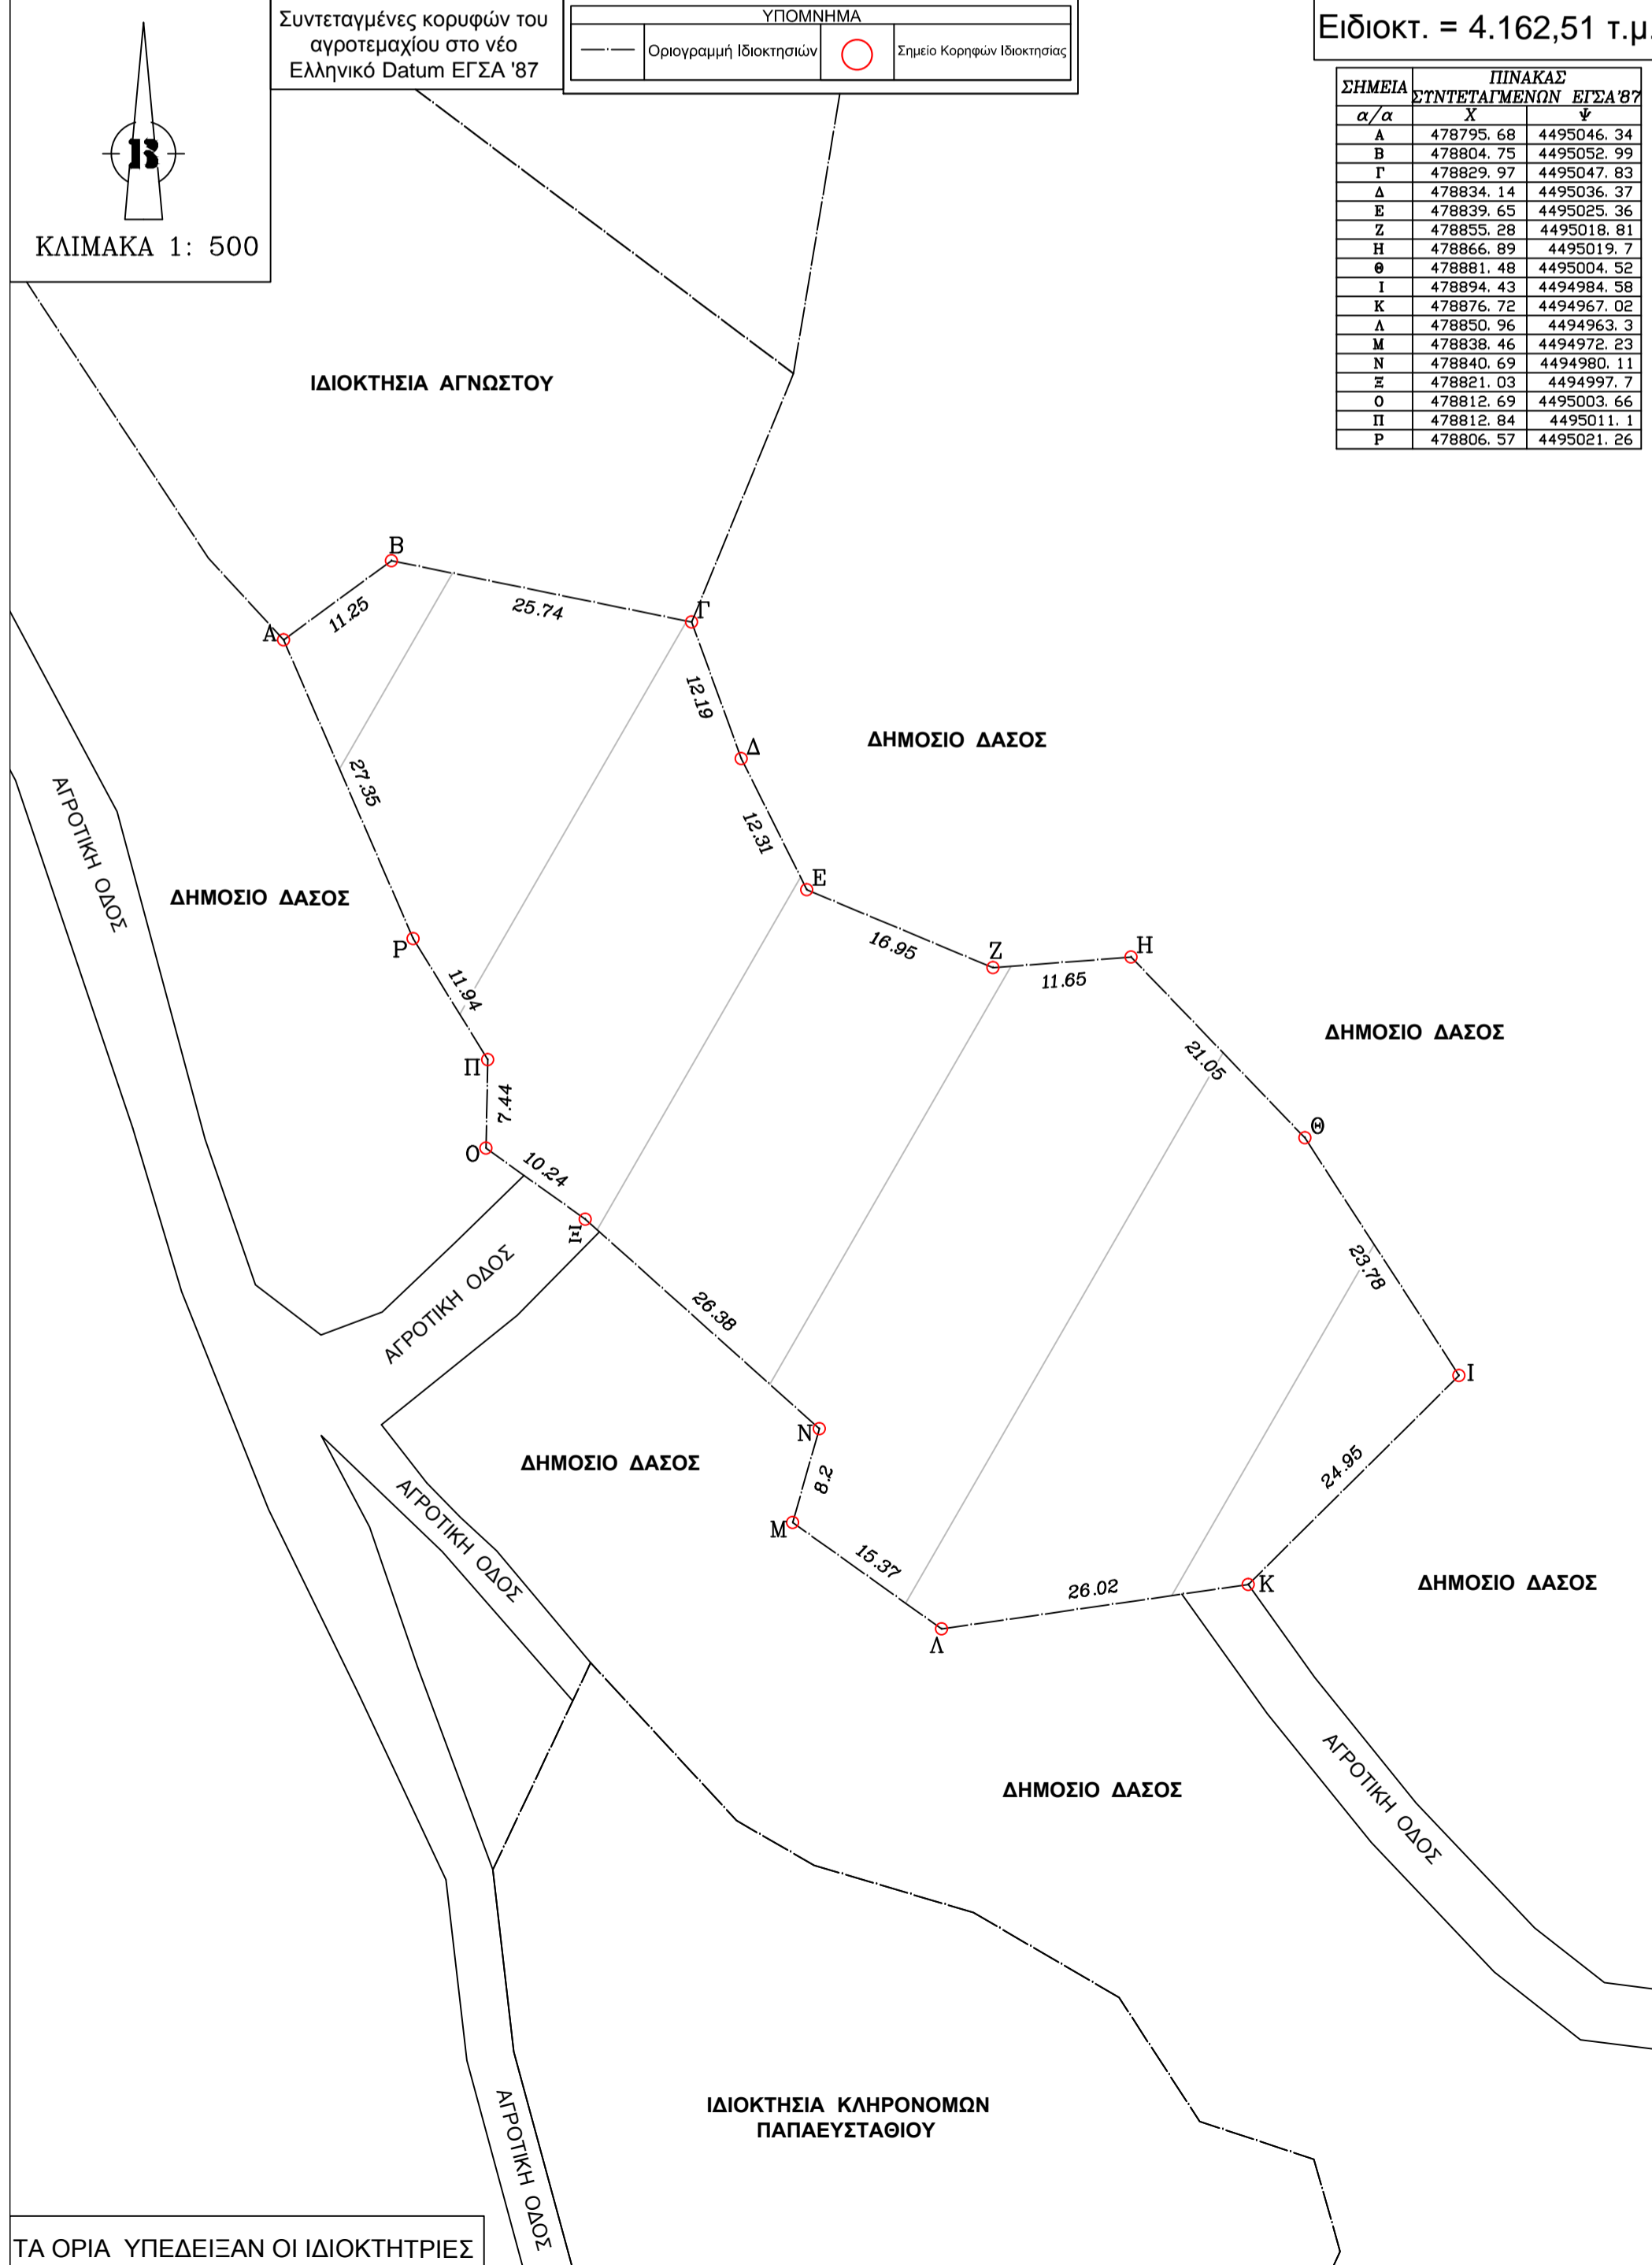 Συντεταγμένες κορυφών του
αγροτεμαχίου στο νέο
Ελληνικό Datum ΕΓΣΑ '87
ΥΠΟΜΝΗΜΑ
Οριογραμμή Ιδιοκτησιών
Σημείο Κορηφών Ιδιοκτησίας
Ειδιοκτ. = 4.162,51 τ.μ.
Β
ΚΛΙΜΑΚΑ 1: 500
ΣΗΜΕΙΑ ΠΙΝΑΚΑΣ
ΣΥΝΤΕΤΑΓΜΕΝΩΝ ΕΓΣΑ'87
α/α Χ Ψ
Α 478795.68 4495046.34
Β 478804.75 4495052.99
Γ 478829.97 4495047.83
Δ 478834.14 4495036.37
Ε 478839.65 4495025.36
Ζ 478855.28 4495018.81
Η 478866.89 4495019.7
Θ 478881.48 4495004.52
Ι 478894.43 4494984.58
Κ 478876.72 4494967.02
Λ 478850.96 4494963.3
Μ 478838.46 4494972.23
Ν 478840.69 4494980.11
Ξ 478821.03 4494997.7
Ο 478812.69 4495003.66
Π 478812.84 4495011.1
Ρ 478806.57 4495021.26
ΙΔΙΟΚΤΗΣΙΑ ΑΓΝΩΣΤΟΥ
Β
11.25
25.74
Γ
Α
12.19
Δ
ΔΗΜΟΣΙΟ ΔΑΣΟΣ
27.35
12.31
ΑΓΡΟΤΙΚΗ ΟΔΟΣ
ΔΗΜΟΣΙΟ ΔΑΣΟΣ
Ε
Ρ
16.95
Ζ
Η
11.65
11.94
ΔΗΜΟΣΙΟ ΔΑΣΟΣ
21.05
Π
7.44
Θ
Ο
10.24
Ξ
23.78
ΑΓΡΟΤΙΚΗ ΟΔΟΣ
26.38
Ι
Ν
ΔΗΜΟΣΙΟ ΔΑΣΟΣ
8.2
24.95
ΑΓΡΟΤΙΚΗ ΟΔΟΣ
Μ
15.37
26.02
Κ
ΔΗΜΟΣΙΟ ΔΑΣΟΣ
Λ
ΔΗΜΟΣΙΟ ΔΑΣΟΣ
ΑΓΡΟΤΙΚΗ ΟΔΟΣ
ΙΔΙΟΚΤΗΣΙΑ ΚΛΗΡΟΝΟΜΩΝ
ΠΑΠΑΕΥΣΤΑΘΙΟΥ
ΑΓΡΟΤΙΚΗ ΟΔΟΣ
ΤΑ ΟΡΙΑ ΥΠΕΔΕΙΞΑΝ ΟΙ ΙΔΙΟΚΤΗΤΡΙΕΣ